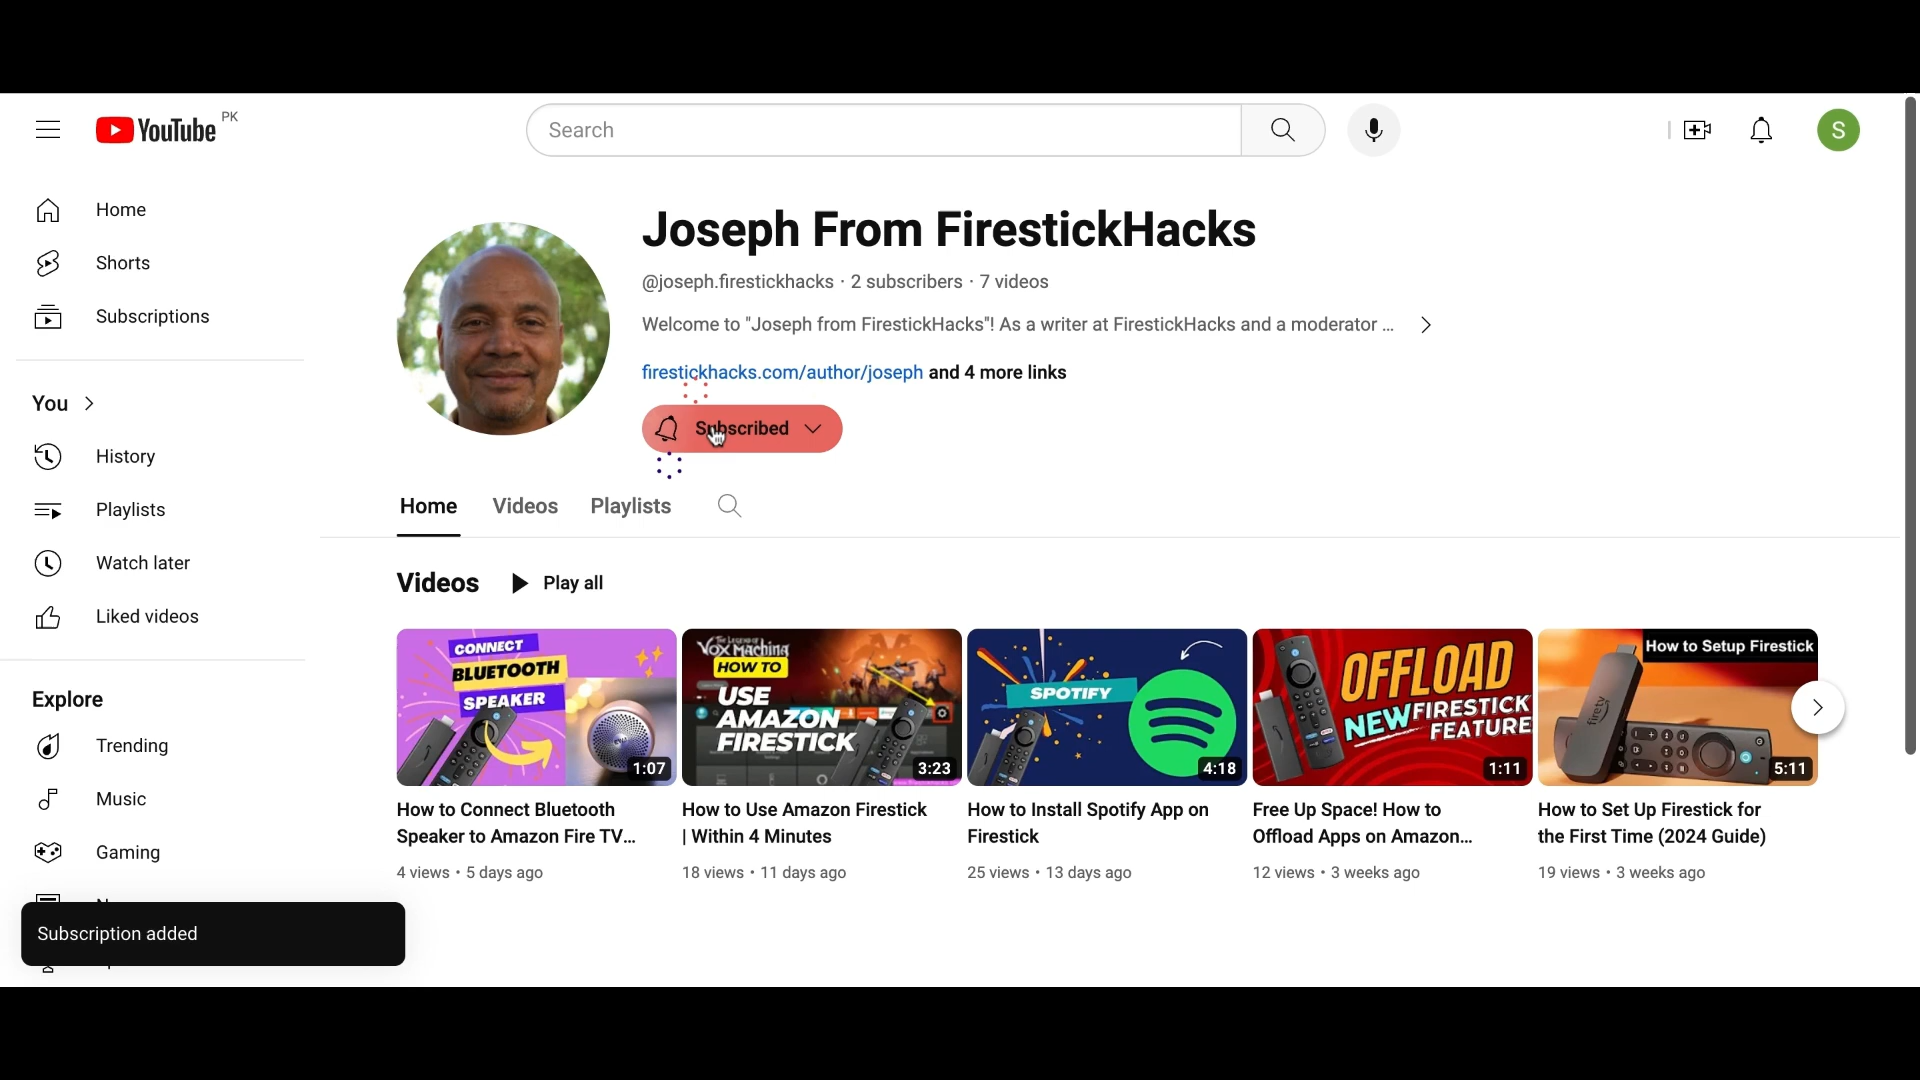 YouTube PK
Search
S
Home
Shorts
Subscriptions
You
History
Playlists
Watch later
Liked videos
Explore
Trending
Music
Gaming
Subscription added
Joseph From FirestickHacks
@joseph.firestickhacks · 2 subscribers · 7 videos
Welcome to "Joseph from FirestickHacks"! As a writer at FirestickHacks and a moderator ...
firestickhacks.com/author/joseph and 4 more links
Subscribed
Home Videos Playlists
Videos Play all
CONNECT
BLUETOOTH
SPEAKER
1:07
How to Connect Bluetooth
Speaker to Amazon Fire TV...
4 views • 5 days ago
THE LEGEND OF
VOX MACHINA
HOW TO
USE
AMAZON
FIRESTICK
3:23
How to Use Amazon Firestick
| Within 4 Minutes
18 views • 11 days ago
SPOTIFY
4:18
How to Install Spotify App on
Firestick
25 views • 13 days ago
OFFLOAD
NEW FIRESTICK
FEATURE
1:11
Free Up Space! How to
Offload Apps on Amazon...
12 views • 3 weeks ago
How to Setup Firestick
firetv
5:11
How to Set Up Firestick for
the First Time (2024 Guide)
19 views • 3 weeks ago